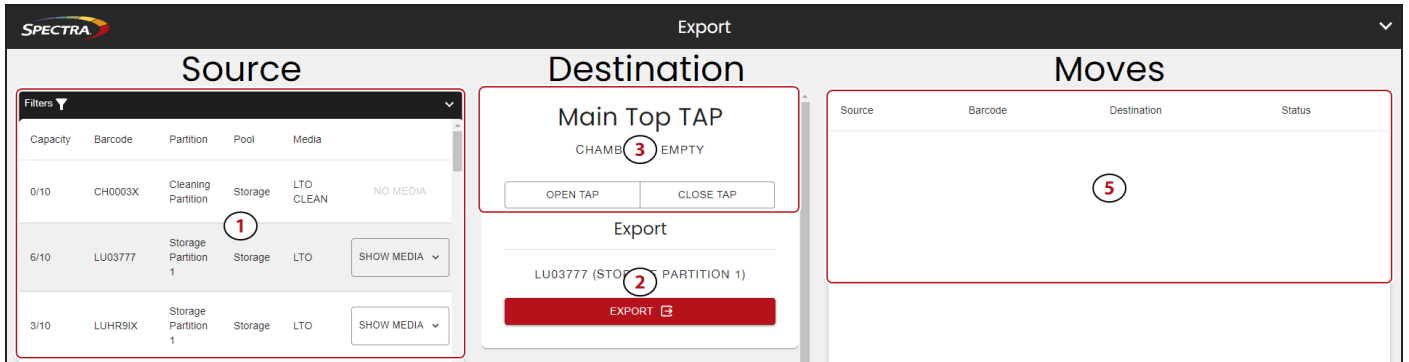 SPECTRA
Export
Source
Destination
Moves
Filters
Capacity Barcode Partition Pool Media
0/10 CH0003X Cleaning Partition Storage LTO CLEAN NO MEDIA
1
6/10 LU03777 Storage Partition 1 Storage LTO SHOW MEDIA
3/10 LUHR9IX Storage Partition 1 Storage LTO SHOW MEDIA
Main Top TAP
CHAMB 3 EMPTY
OPEN TAP CLOSE TAP
Export
LU03777 (STO 2 PARTITION 1)
EXPORT
Source Barcode Destination Status
5